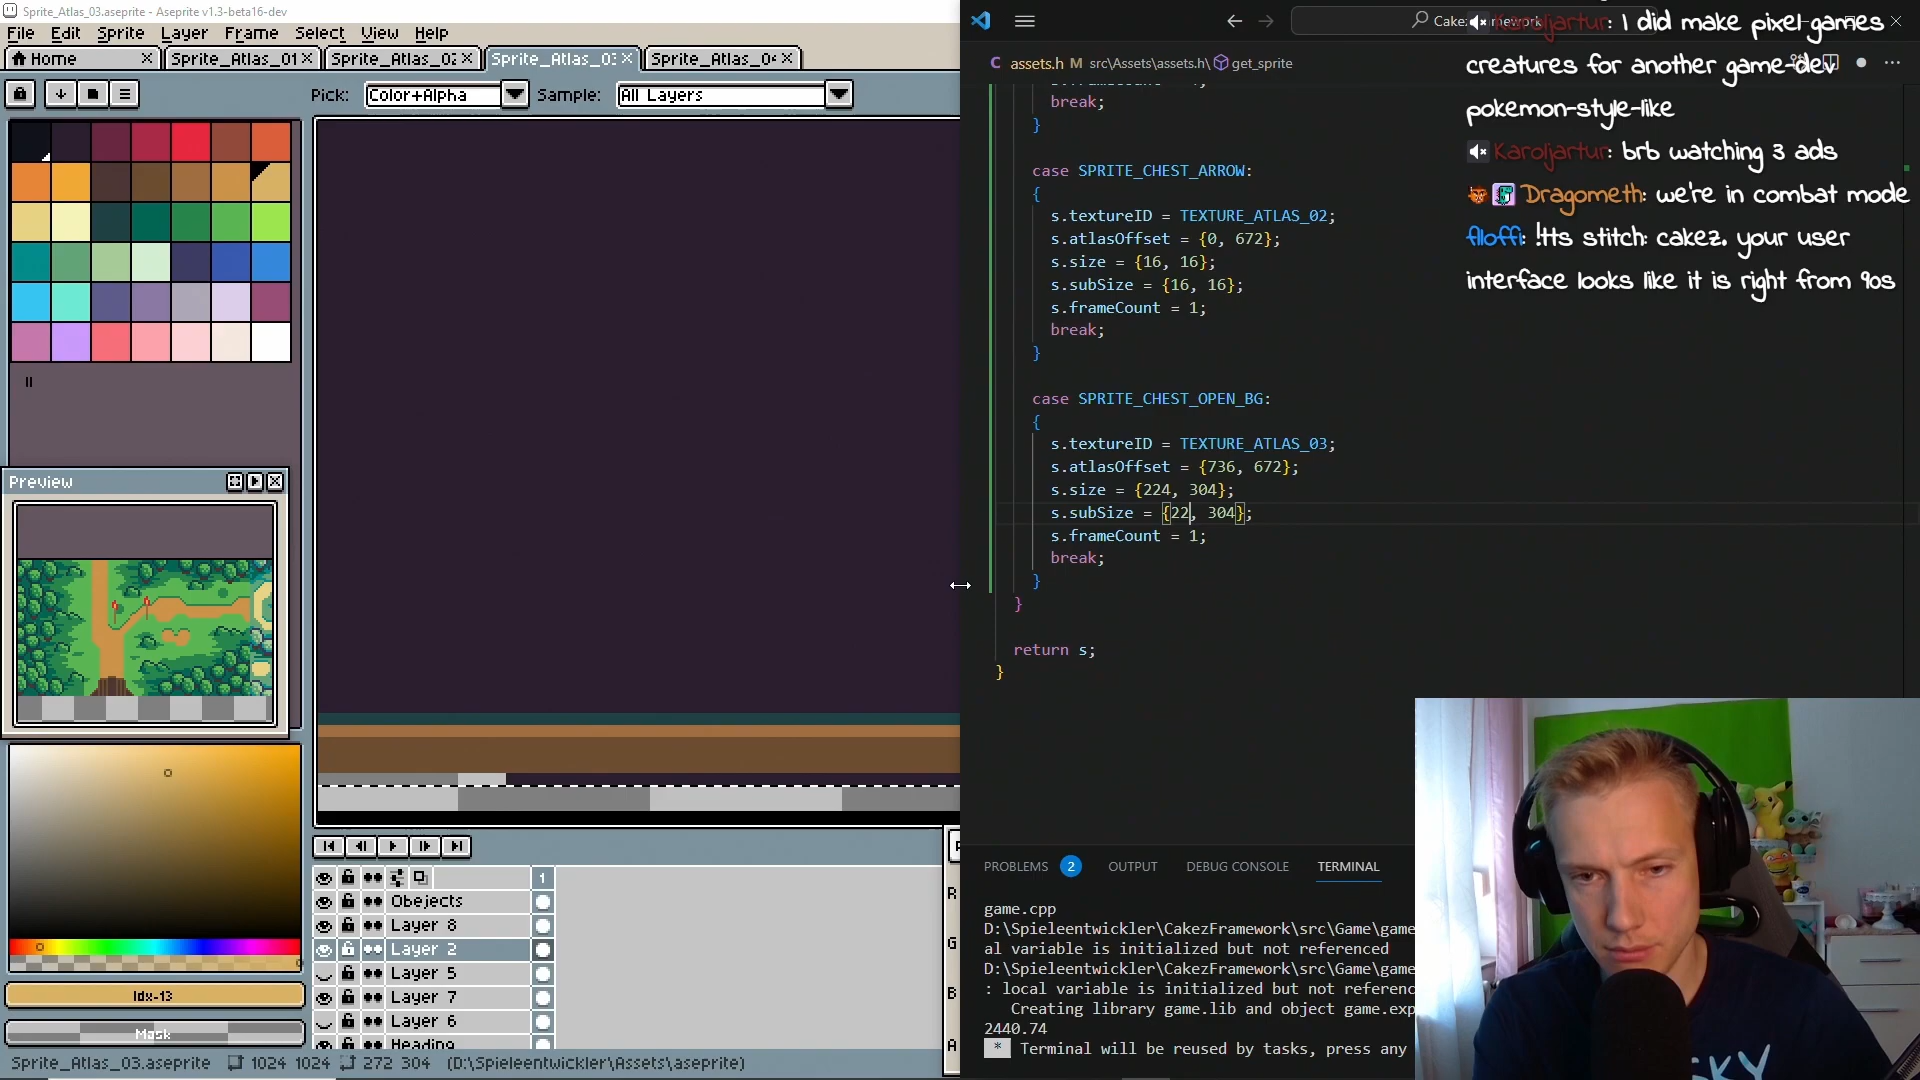 Sprite_Atlas_03.aseprite - Aseprite v1.3-beta16-dev
File Edit Sprite Layer Frame Select View Help
Home
Sprite_Atlas_01
Sprite_Atlas_02
Sprite_Atlas_03
Sprite_Atlas_0
Pick: Color+Alpha Sample: All Layers
Preview
Idx-13
Mask
1
Obejects
Layer 8
Layer 2
Layer 5
Layer 7
Layer 6
Heading
R
G
B
A
Sprite_Atlas_03.aseprite 1024 1024 272 304 (D:\Spieleentwickler\Assets\aseprite)
assets.h M src\Assets\assets.h\ get_sprite
break;
}
case SPRITE_CHEST_ARROW:
{
s.textureID = TEXTURE_ATLAS_02;
s.atlasOffset = {0, 672};
s.size = {16, 16};
s.subSize = {16, 16};
s.frameCount = 1;
break;
}
case SPRITE_CHEST_OPEN_BG:
{
s.textureID = TEXTURE_ATLAS_03;
s.atlasOffset = {736, 672};
s.size = {224, 304};
s.subSize = {22, 304};
s.frameCount = 1;
break;
}
}
return s;
}
Karoljartur: I did make pixel games
creatures for another game-dev
pokemon-style-like
Karoljartur: brb watching 3 ads
Dragometh: we're in combat mode
filoffi: !tts stitch: cakez. your user
interface looks like it is right from 90s
PROBLEMS 2 OUTPUT DEBUG CONSOLE TERMINAL
game.cpp
D:\Spieleentwickler\CakezFramework\src\Game\game
al variable is initialized but not referenced
D:\Spieleentwickler\CakezFramework\src\Game\game
: local variable is initialized but not referenc
Creating library game.lib and object game.exp
2440.74
* Terminal will be reused by tasks, press any